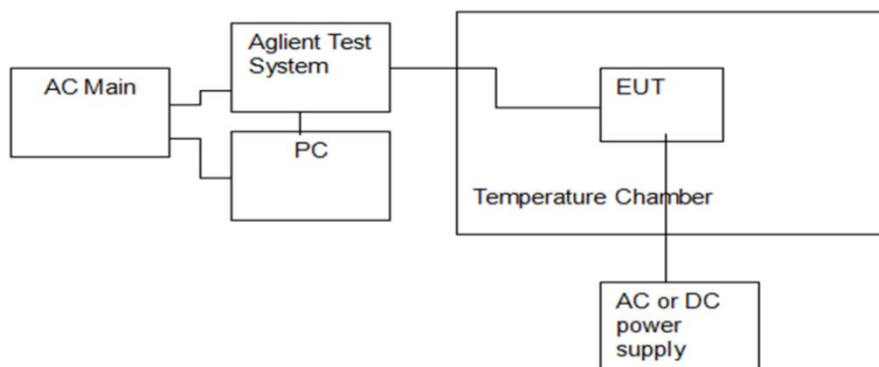 AC Main
Aglient Test
System
PC
EUT
Temperature Chamber
AC or DC
power
supply